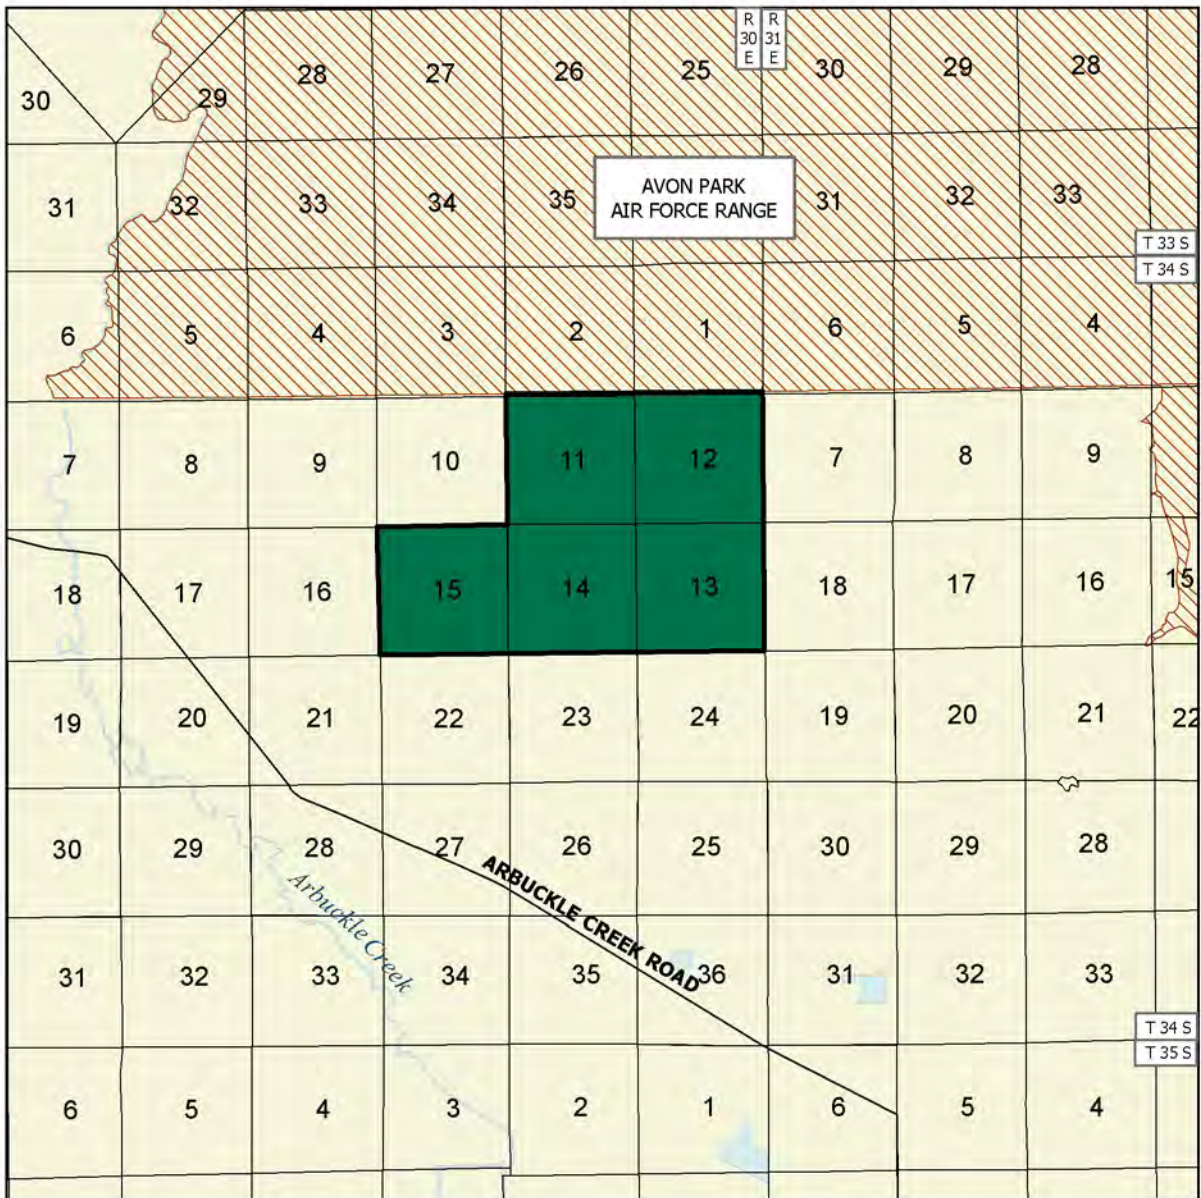 R R
30 31
E E
28 27 26 25 30 29 28
30 29
AVON PARK
AIR FORCE RANGE
31 32 33 34 35 31 32 33
T 33 S
T 34 S
6 5 4 3 2 1 6 5 4
7 8 9 10 11 12 7 8 9
18 17 16 15 14 13 18 17 16 15
19 20 21 22 23 24 19 20 21 22
30 29 28 27 26 25 30 29 28
ARBUCKLE CREEK ROAD
Arbuckle Creek
31 32 33 34 35 36 31 32 33
T 34 S
T 35 S
6 5 4 3 2 1 6 5 4